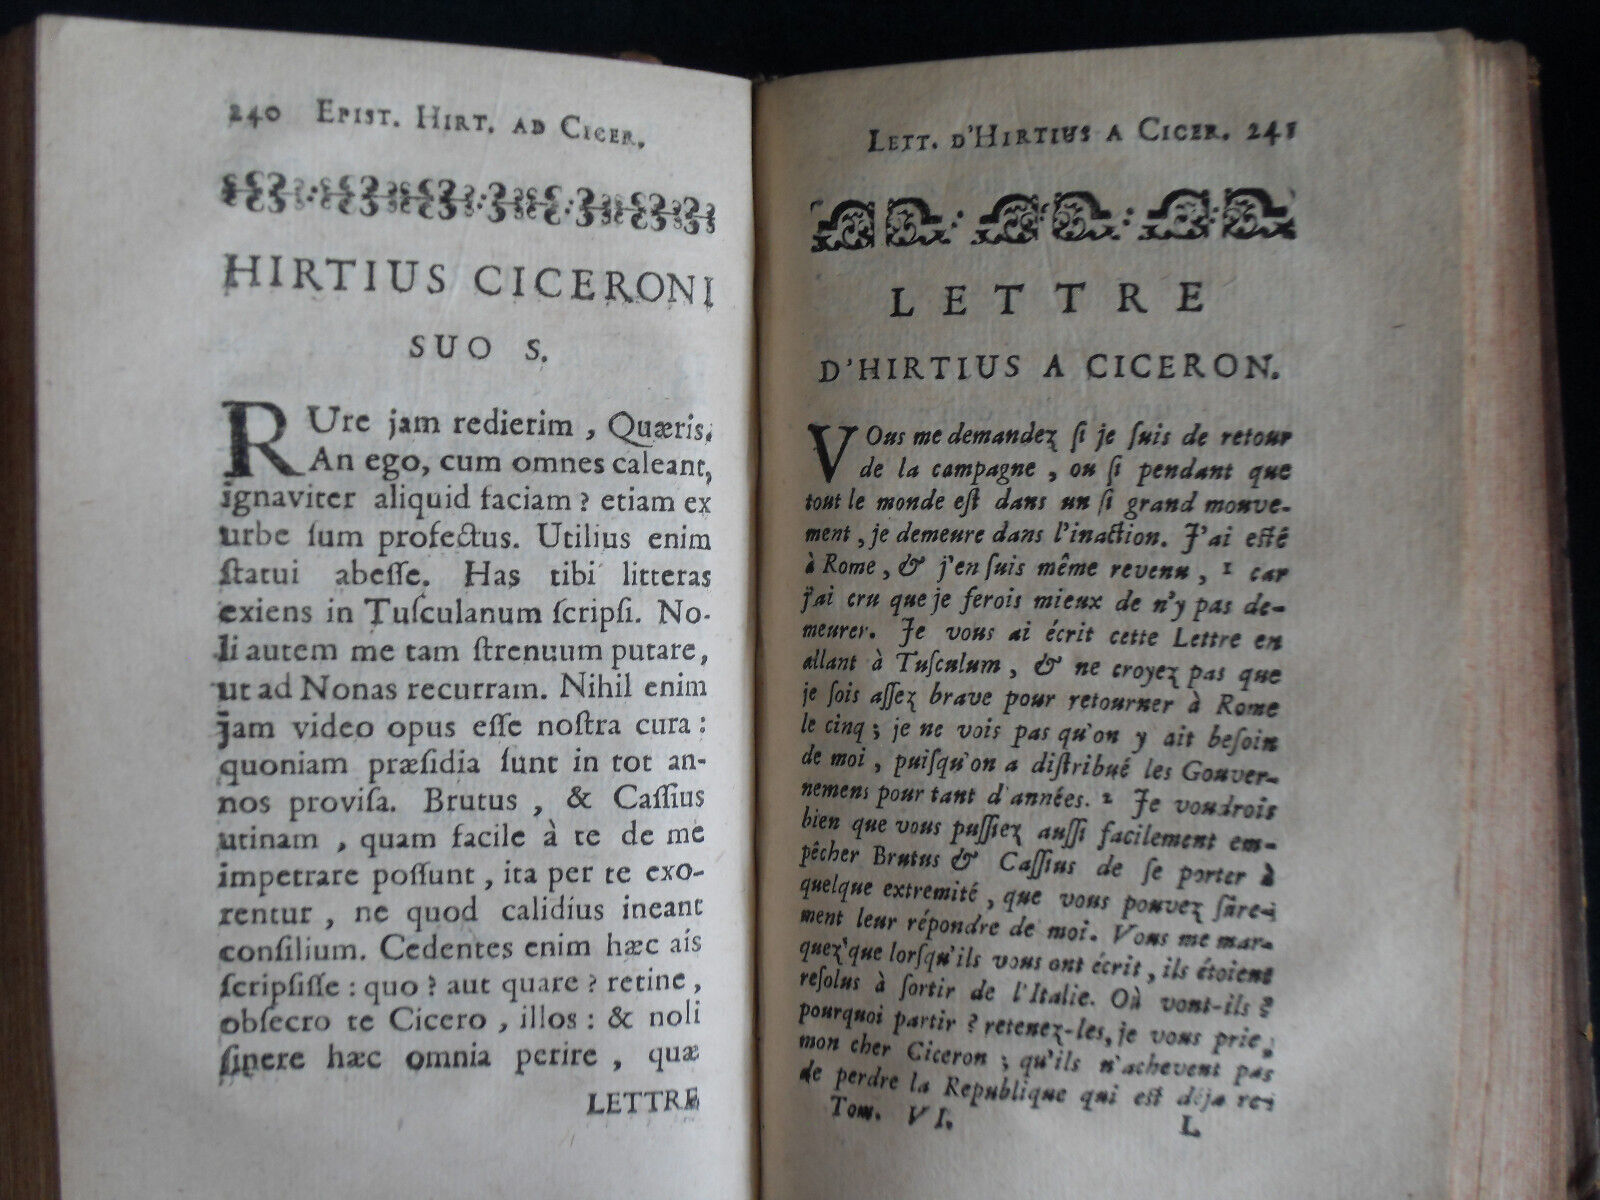 240 EPIST. HIRT. AD CICER.
HIRTIUS CICERONI
SUO S.
RUre jam redierim , Quæris.
An ego, cum omnes caleant,
ignaviter aliquid faciam ? etiam ex
urbe ſum profectus. Utilius enim
ſtatui abeſſe. Has tibi litteras
exiens in Tuſculanum ſcripſi. No-
li autem me tam ſtrenuum putare,
ut ad Nonas recurram. Nihil enim
jam video opus eſſe noſtra cura :
quoniam præſidia ſunt in tot an-
nos proviſa. Brutus , & Caſſius
utinam , quam facile à te de me
impetrare poſſunt , ita per te exo-
rentur , ne quod calidius ineant
conſilium. Cedentes enim hæc ais
ſcripſiſſe : quo ? aut quare ? retine ,
obſecro te Cicero , illos : & noli
ſinere hæc omnia perire , quæ
LETTRE
LETT. D'HIRTIUS A CICER. 241
LETTRE
D'HIRTIUS A CICERON.
VOus me demandez ſi je ſuis de retour
de la campagne , ou ſi pendant que
tout le monde eſt dans un ſi grand mouve-
ment , je demeure dans l'inaction. J'ai eſté
à Rome , & j'en ſuis même revenu , 1 car
j'ai cru que je ferois mieux de n'y pas de-
meurer. Je vous ai écrit cette Lettre en
allant à Tuſculum , & ne croyez pas que
je ſois aſſez brave pour retourner à Rome
le cinq ; je ne vois pas qu'on y ait beſoin
de moi , puiſqu'on a diſtribué les Gouver-
nemens pour tant d'années. 2 Je voudrois
bien que vous puſſiez auſſi facilement em-
pêcher Brutus & Caſſius de ſe porter à
quelque extremité , que vous pouvez ſûre-
ment leur répondre de moi. Vous me mar-
quez que lorſqu'ils vous ont écrit , ils étoient
reſolus à ſortir de l'Italie. Où vont-ils ?
pourquoi partir ? retenez-les, je vous prie ,
mon cher Ciceron ; qu'ils n'achevent pas
de perdre la Republique qui eſt déja re-
Tom. VI. L